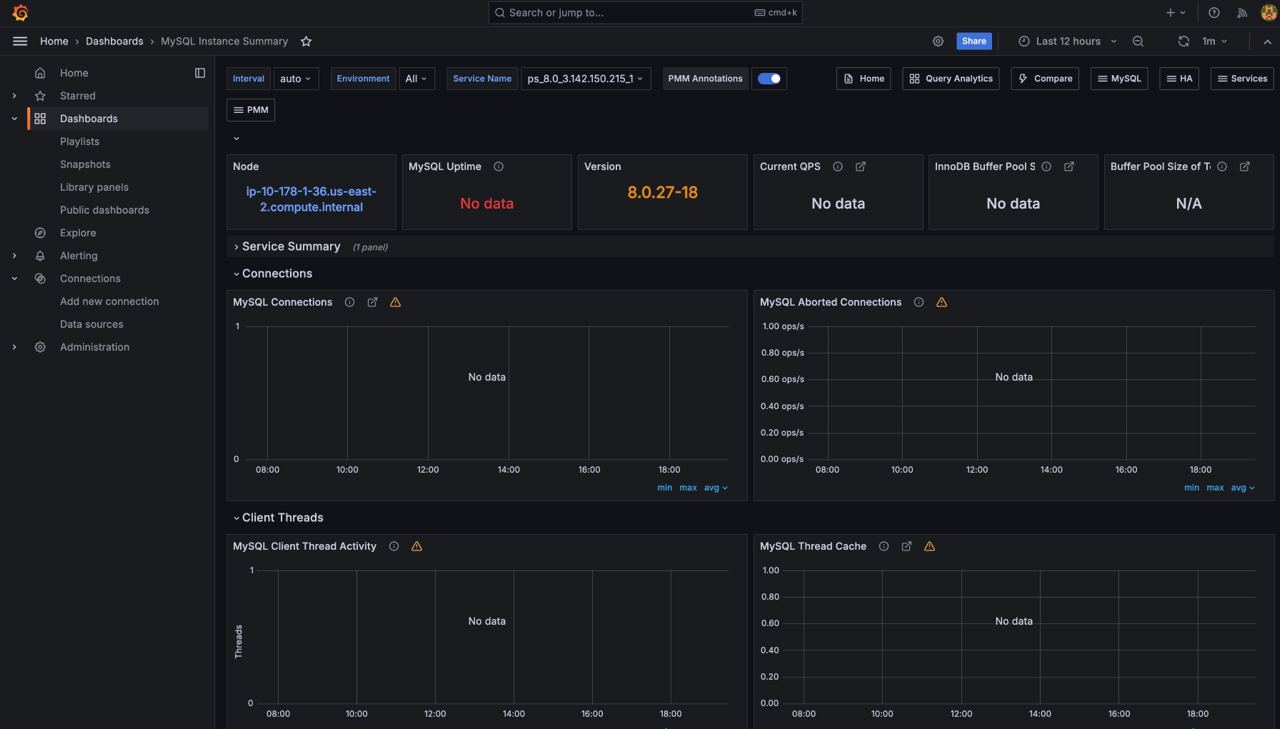 Search or jump to...
cmd+k
Home › Dashboards › MySQL Instance Summary
Share
Last 12 hours
1m
Home
Starred
Dashboards
Playlists
Snapshots
Library panels
Public dashboards
Explore
Alerting
Connections
Add new connection
Data sources
Administration
Interval auto Environment All Service Name ps_8.0_3.142.150.215_1 PMM Annotations
Home Query Analytics Compare MySQL HA Services
PMM
Node
ip-10-178-1-36.us-east-
2.compute.internal
MySQL Uptime
No data
Version
8.0.27-18
Current QPS
No data
InnoDB Buffer Pool S
No data
Buffer Pool Size of T
N/A
Service Summary (1 panel)
Connections
MySQL Connections
1
No data
0
08:00 10:00 12:00 14:00 16:00 18:00
min max avg
MySQL Aborted Connections
1.00 ops/s
0.80 ops/s
No data
0.60 ops/s
0.40 ops/s
0.20 ops/s
0.00 ops/s
08:00 10:00 12:00 14:00 16:00 18:00
min max avg
Client Threads
MySQL Client Thread Activity
1
No data
Threads
0
08:00 10:00 12:00 14:00 16:00 18:00
MySQL Thread Cache
1.00
0.80
No data
0.60
0.40
0.20
0.00
08:00 10:00 12:00 14:00 16:00 18:00